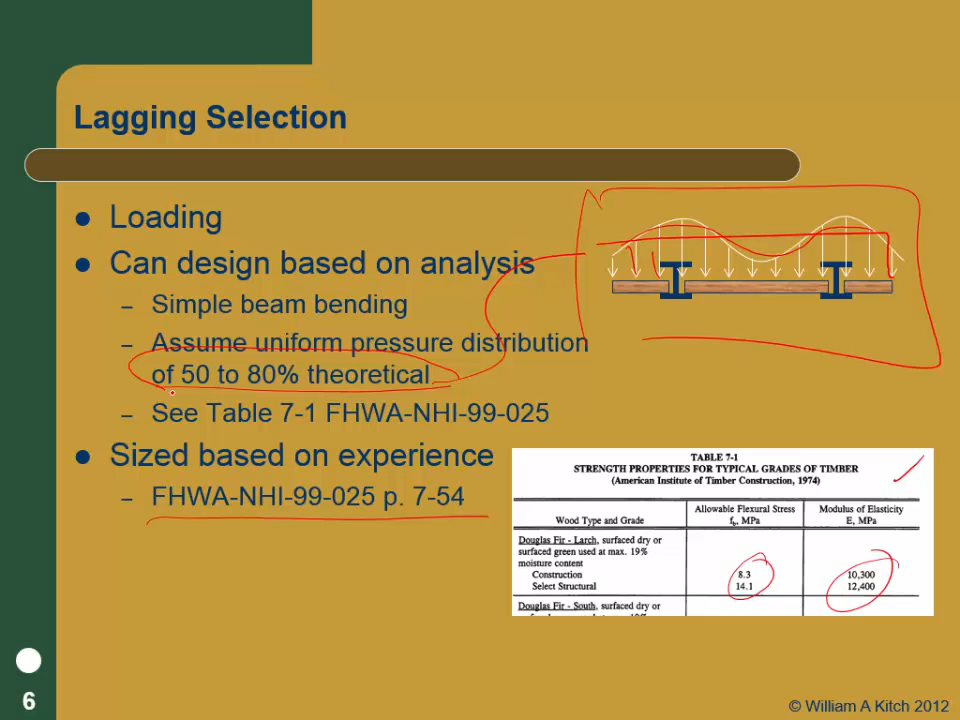 Lagging Selection
Loading
Can design based on analysis
– Simple beam bending
– Assume uniform pressure distribution
of 50 to 80% theoretical
– See Table 7-1 FHWA-NHI-99-025
Sized based on experience
– FHWA-NHI-99-025 p. 7-54
TABLE 7-1
STRENGTH PROPERTIES FOR TYPICAL GRADES OF TIMBER
(American Institute of Timber Construction, 1974)
Wood Type and Grade
Allowable Flexural Stress
fb, MPa
Modulus of Elasticity
E, MPa
Douglas Fir - Larch, surfaced dry or
surfaced green used at max. 19%
moisture content
Construction 8.3 10,300
Select Structural 14.1 12,400
Douglas Fir - South, surfaced dry or
6
© William A Kitch 2012